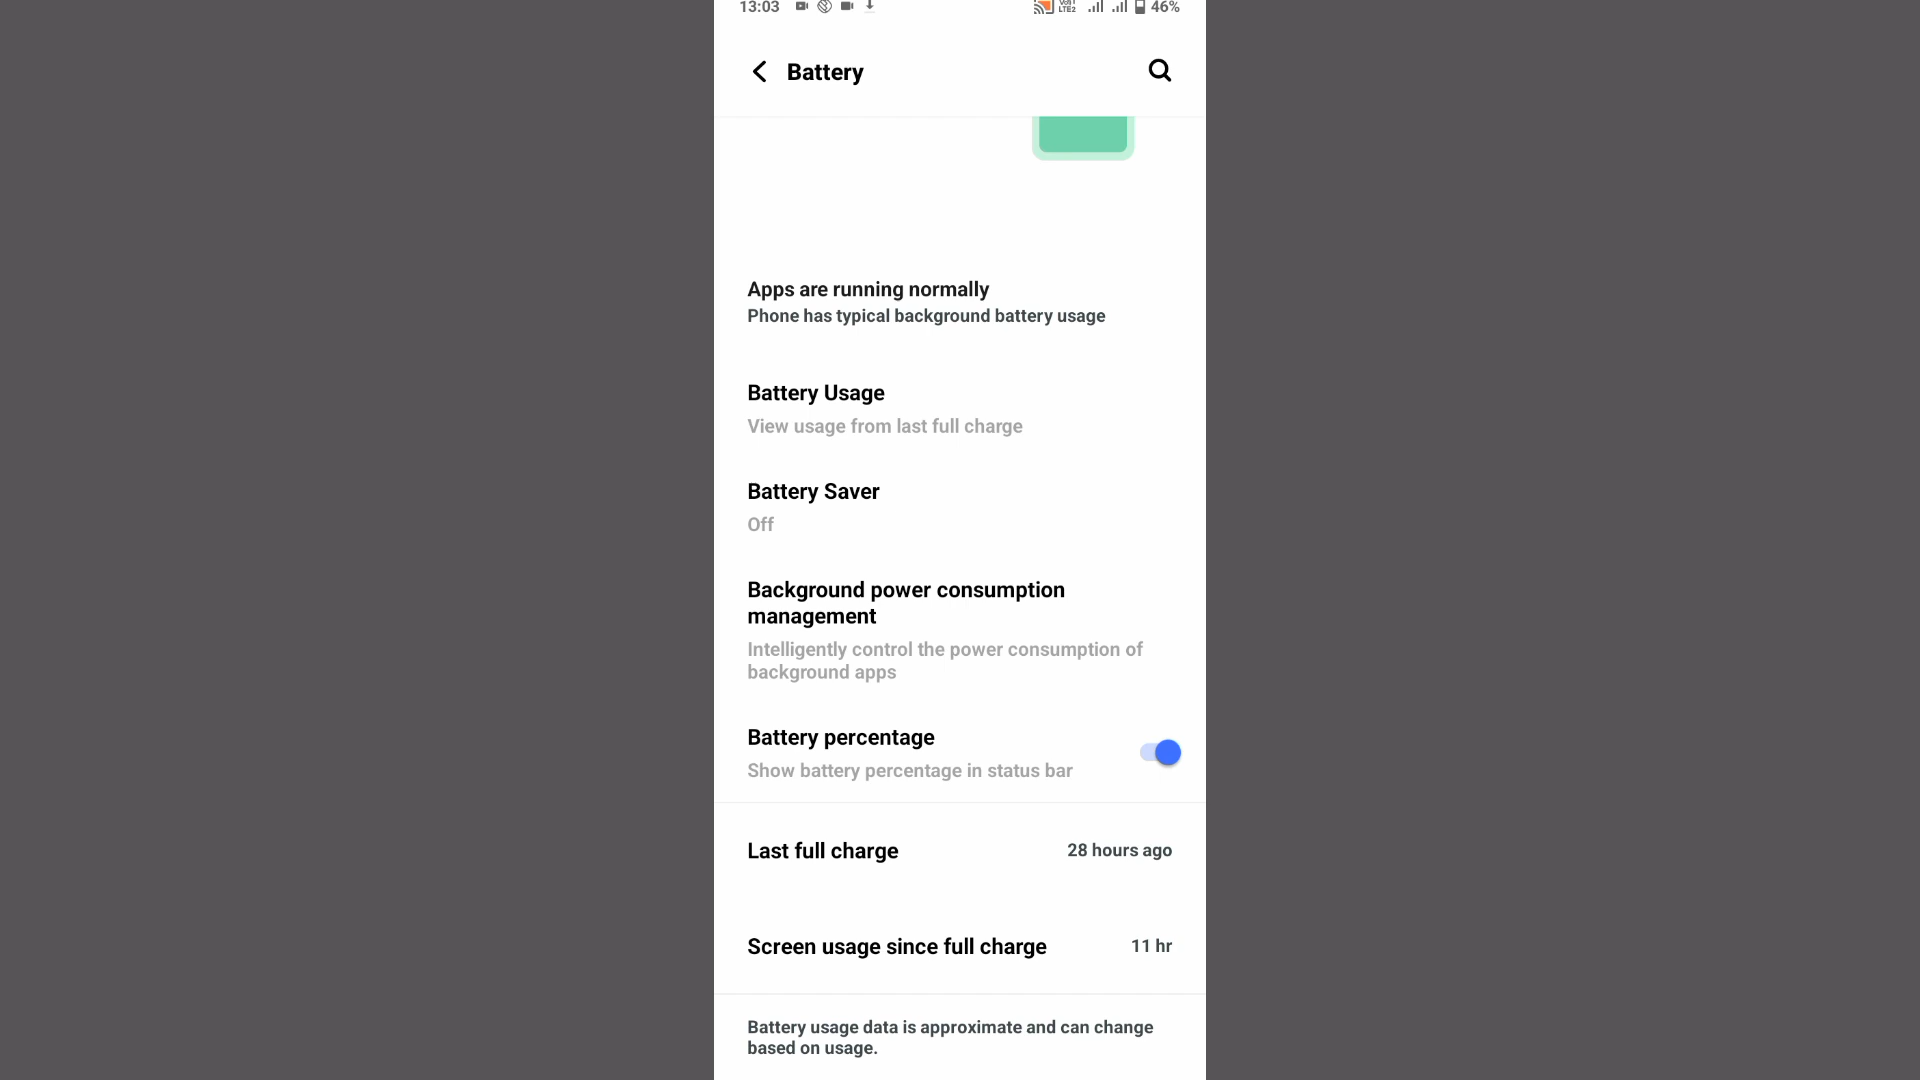 13:03 46%
Battery
Apps are running normally
Phone has typical background battery usage
Battery Usage
View usage from last full charge
Battery Saver
Off
Background power consumption
management
Intelligently control the power consumption of
background apps
Battery percentage
Show battery percentage in status bar
Last full charge 28 hours ago
Screen usage since full charge 11 hr
Battery usage data is approximate and can change
based on usage.